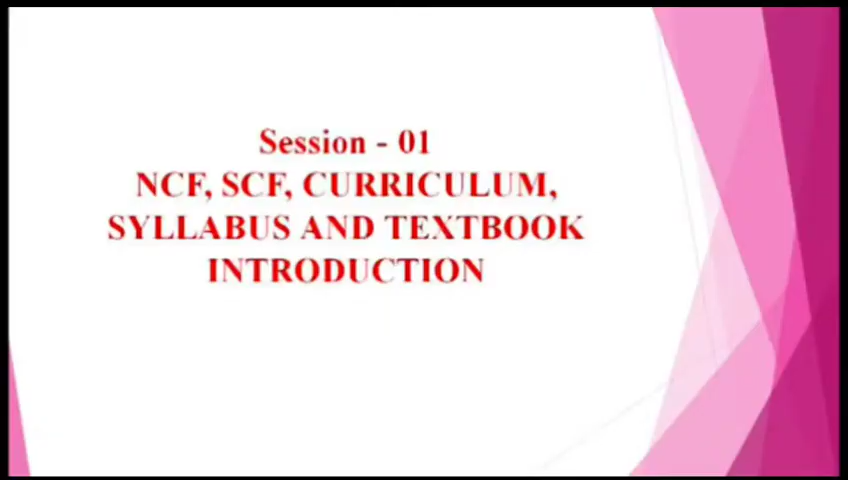 Session - 01
NCF, SCF, CURRICULUM,
SYLLABUS AND TEXTBOOK
INTRODUCTION